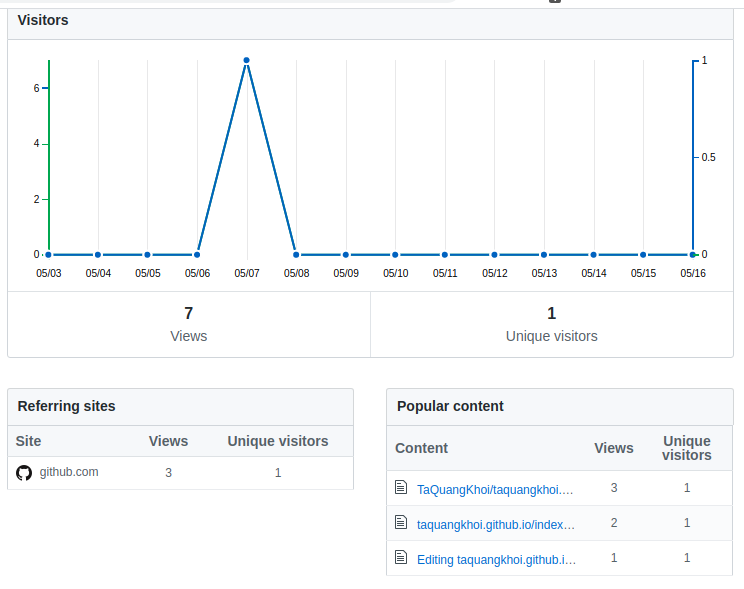 Visitors
6
4
2
0
1
0.5
0
05/03 05/04 05/05 05/06 05/07 05/08 05/09 05/10 05/11 05/12 05/13 05/14 05/15 05/16
7
Views
1
Unique visitors
Referring sites
Site Views Unique visitors
github.com 3 1
Popular content
Content Views Unique visitors
TaQuangKhoi/taquangkhoi.… 3 1
taquangkhoi.github.io/index… 2 1
Editing taquangkhoi.github.i… 1 1